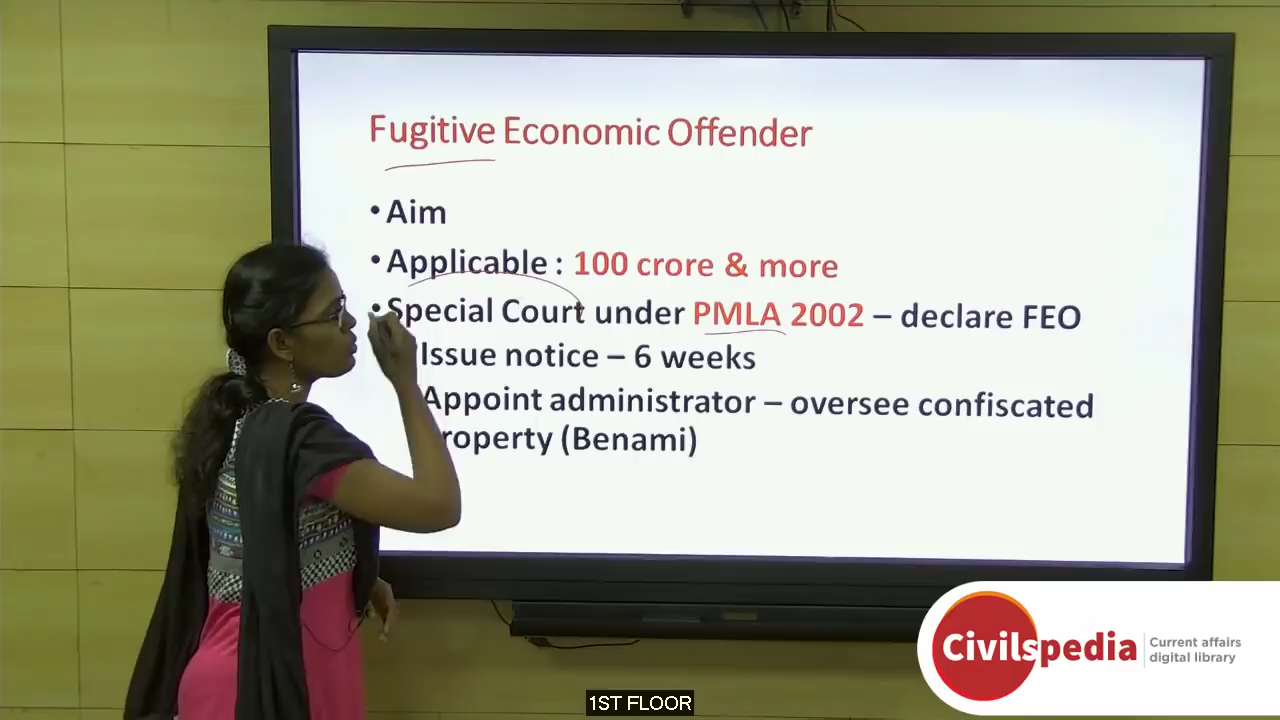 Fugitive Economic Offender
• Aim
• Applicable : 100 crore & more
• Special Court under PMLA 2002 – declare FEO
Issue notice – 6 weeks
Appoint administrator – oversee confiscated
roperty (Benami)
Civilspedia
Current affairs
digital library
1ST FLOOR